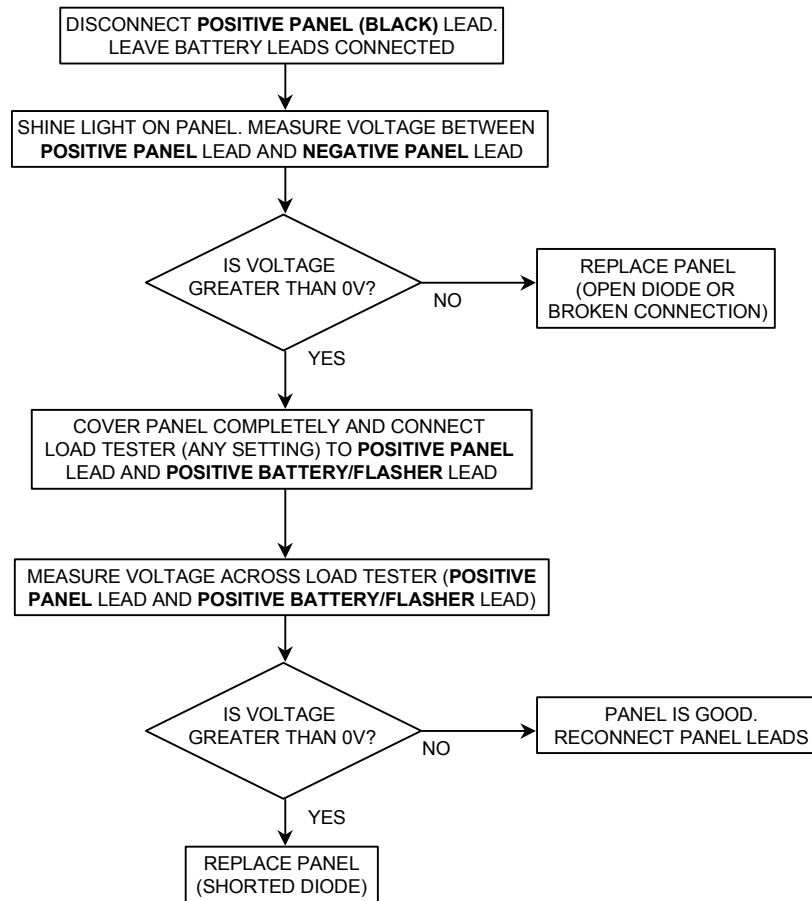 DISCONNECT POSITIVE PANEL (BLACK) LEAD.
LEAVE BATTERY LEADS CONNECTED
SHINE LIGHT ON PANEL. MEASURE VOLTAGE BETWEEN
POSITIVE PANEL LEAD AND NEGATIVE PANEL LEAD
IS VOLTAGE
GREATER THAN 0V?
NO
REPLACE PANEL
(OPEN DIODE OR
BROKEN CONNECTION)
YES
COVER PANEL COMPLETELY AND CONNECT
LOAD TESTER (ANY SETTING) TO POSITIVE PANEL
LEAD AND POSITIVE BATTERY/FLASHER LEAD
MEASURE VOLTAGE ACROSS LOAD TESTER (POSITIVE
PANEL LEAD AND POSITIVE BATTERY/FLASHER LEAD)
IS VOLTAGE
GREATER THAN 0V?
NO
PANEL IS GOOD.
RECONNECT PANEL LEADS
YES
REPLACE PANEL
(SHORTED DIODE)